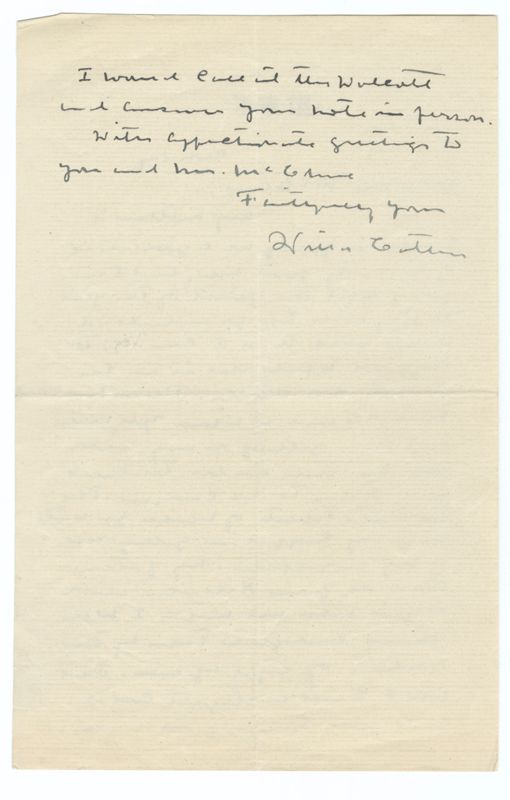 I would call at the Wolcott
and answer your note in person.
With affectionate greetings to
you and Mrs. McClure
Faithfully yours
Willa Cather